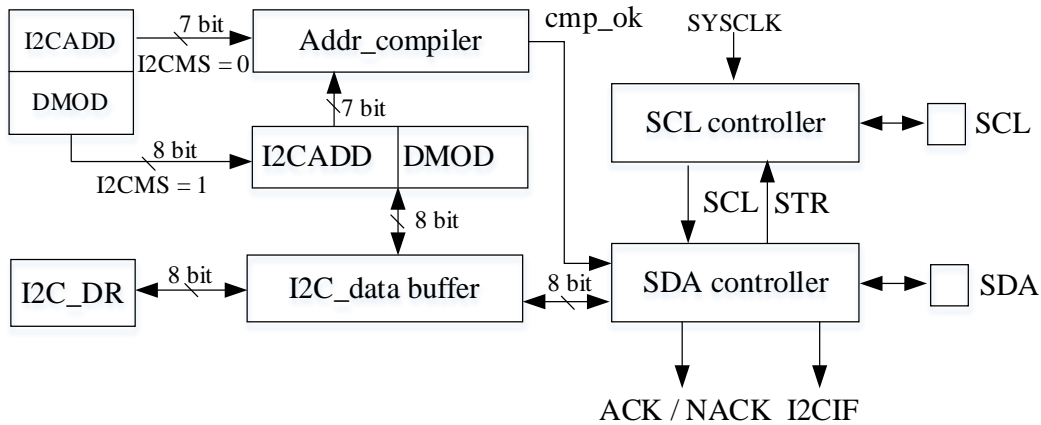 I2CADD
DMOD
7 bit
I2CMS = 0
Addr_compiler
cmp_ok
SYSCLK
SCL controller
SCL
7 bit
8 bit
I2CMS = 1
I2CADD
DMOD
SCL
STR
8 bit
I2C_DR
8 bit
I2C_data buffer
8 bit
SDA controller
SDA
ACK / NACK
I2CIF